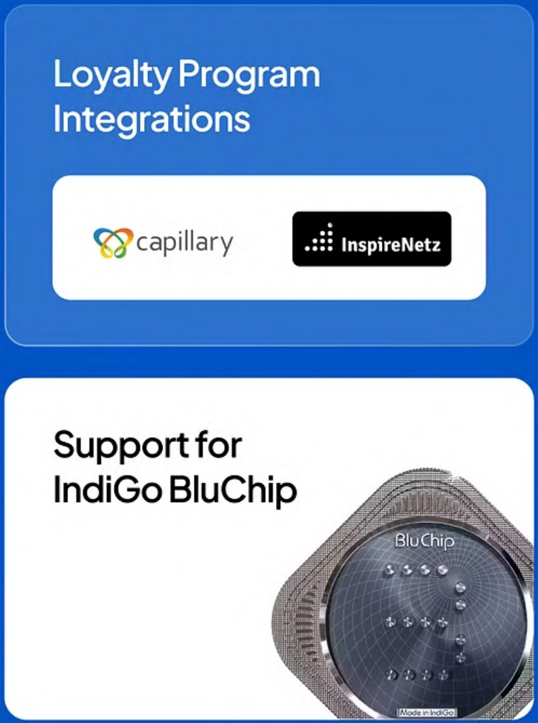 Loyalty Program
Integrations
capillary
InspireNetz
Support for
IndiGo BluChip
BluChip
Made in IndiGo